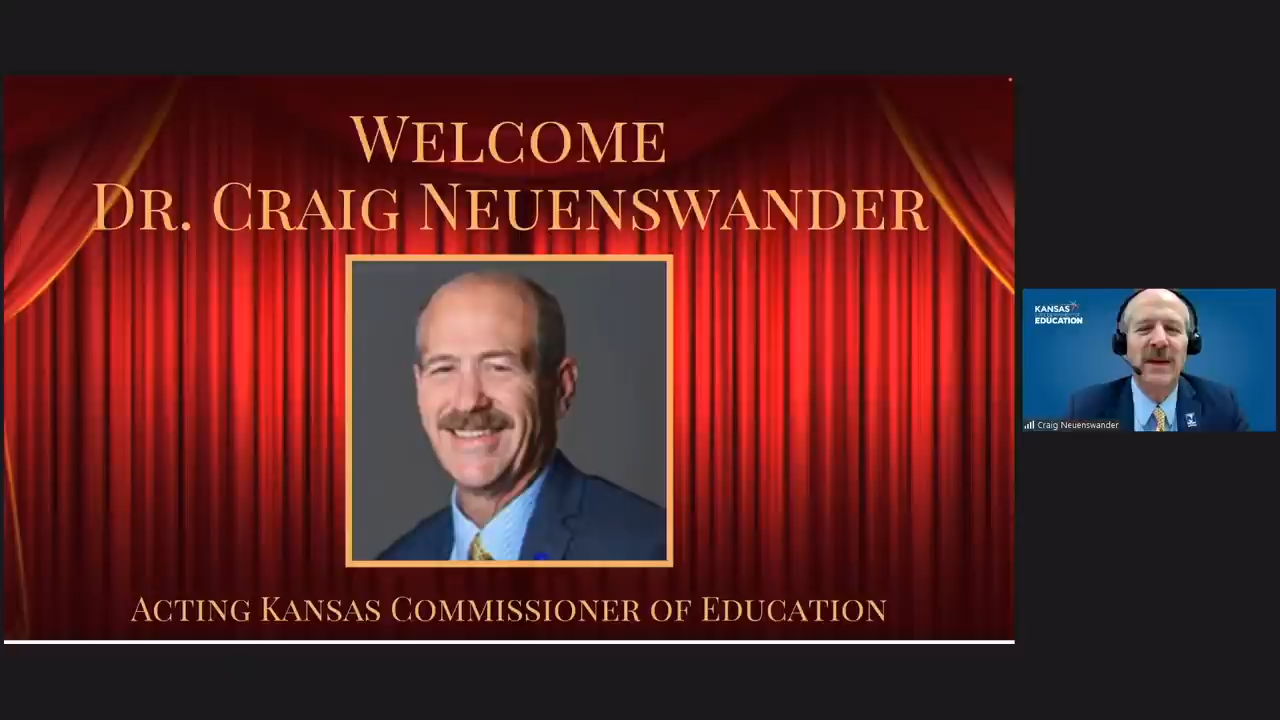 WELCOME
DR. CRAIG NEUENSWANDER
ACTING KANSAS COMMISSIONER OF EDUCATION
KANSAS
EDUCATION
Craig Neuenswander